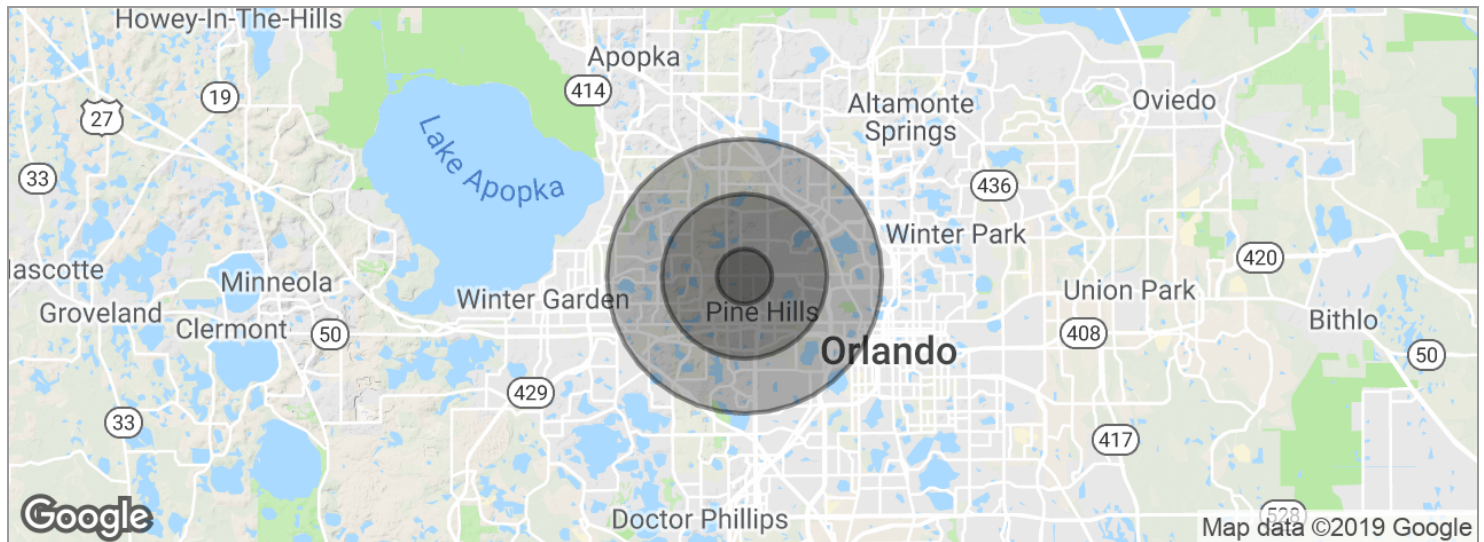 Howey-In-The-Hills
Apopka
414
19
27
Altamonte
Springs
Oviedo
Lake Apopka
33
436
Winter Park
420
Minneola
Winter Garden
Pine Hills
Union Park
Groveland
Clermont
50
408
Bithlo
Orlando
50
429
33
417
Google
Doctor Phillips
528
Map data ©2019 Google